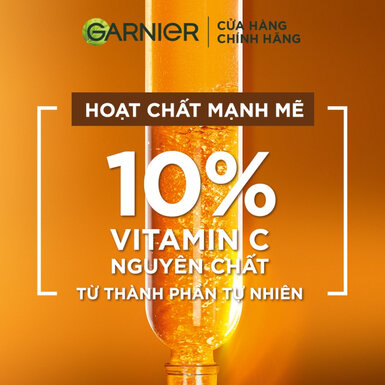 GARNIER
CỬA HÀNG
CHÍNH HÃNG
HOẠT CHẤT MẠNH MẼ
10%
VITAMIN C
NGUYÊN CHẤT
TỪ THÀNH PHẦN TỰ NHIÊN